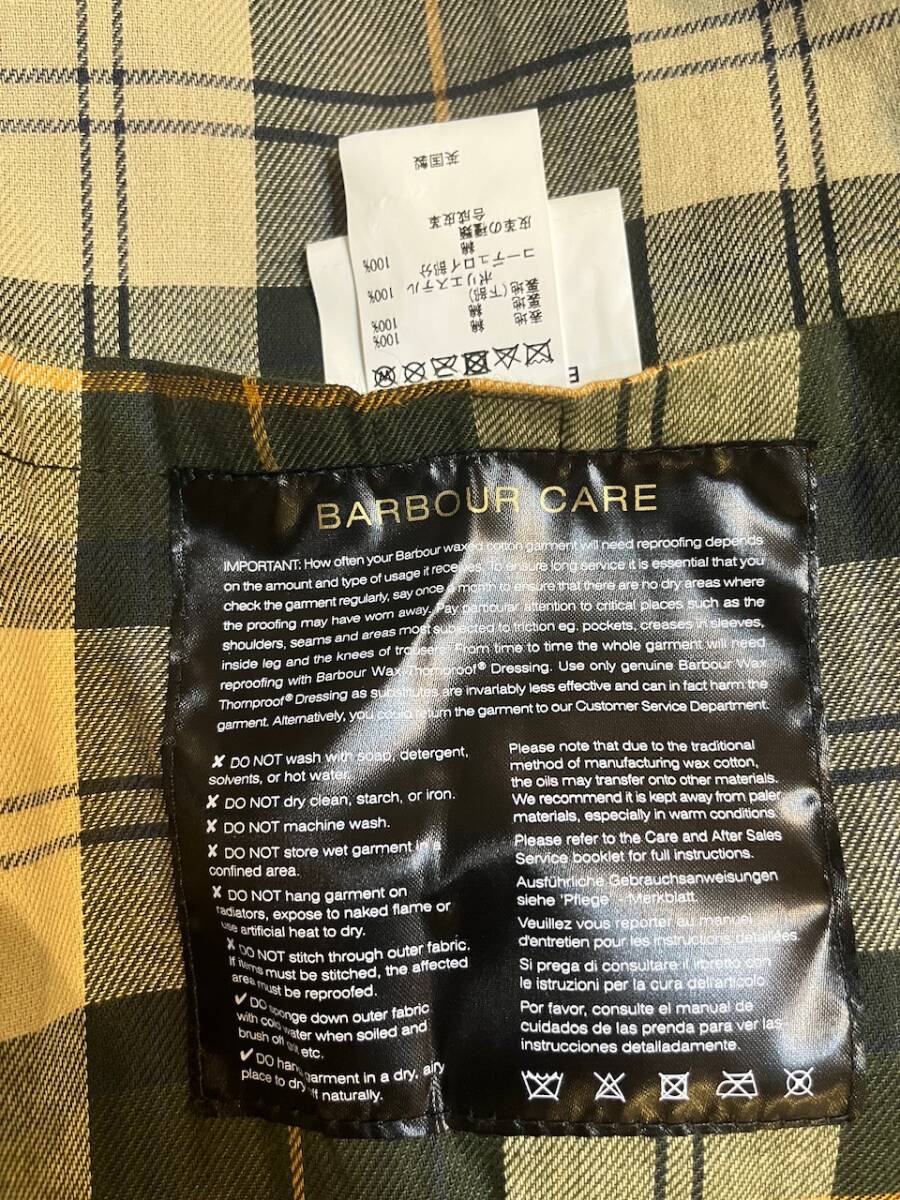 英国製
合成皮革
皮革の種類
綿 100%
コーデュロイ部分
ポリエステル 100%
裏地(下部)
裏地 綿 100%
表地 綿 100%
W
E
BARBOUR CARE
IMPORTANT: How often your Barbour waxed cotton garment will need reproofing depends
on the amount and type of usage it receives. To ensure long service it is essential that you
check the garment regularly, say once a month to ensure that there are no dry areas where
the proofing may have worn away. Pay particular attention to critical places such as the
shoulders, seams and areas most subjected to friction eg. pockets, creases in sleeves,
inside leg and the knees of trousers. From time to time the whole garment will need
reproofing with Barbour Wax Thornproof® Dressing. Use only genuine Barbour Wax
Thornproof® Dressing as substitutes are invariably less effective and can in fact harm the
garment. Alternatively, you could return the garment to our Customer Service Department.
✘ DO NOT wash with soap, detergent,
solvents, or hot water.
✘ DO NOT dry clean, starch, or iron.
✘ DO NOT machine wash.
✘ DO NOT store wet garment in a
confined area.
✘ DO NOT hang garment on
radiators, expose to naked flame or
use artificial heat to dry.
✘ DO NOT stitch through outer fabric.
If items must be stitched, the affected
area must be reproofed.
✔ DO sponge down outer fabric
with cold water when soiled and
brush off grit etc.
✔ DO hang garment in a dry, airy
place to dry off naturally.
Please note that due to the traditional
method of manufacturing wax cotton,
the oils may transfer onto other materials.
We recommend it is kept away from paler
materials, especially in warm conditions.
Please refer to the Care and After Sales
Service booklet for full instructions.
Ausführliche Gebrauchsanweisungen
siehe 'Pflege' - Merkblatt
Veuillez vous reporter au manuel
d'entretien pour les instructions detaillées
Si prega di consultare il libretto con
le istruzioni per la cura dell'articolo
Por favor, consulte el manual de
cuidados de las prenda para ver las
instrucciones detalladamente.